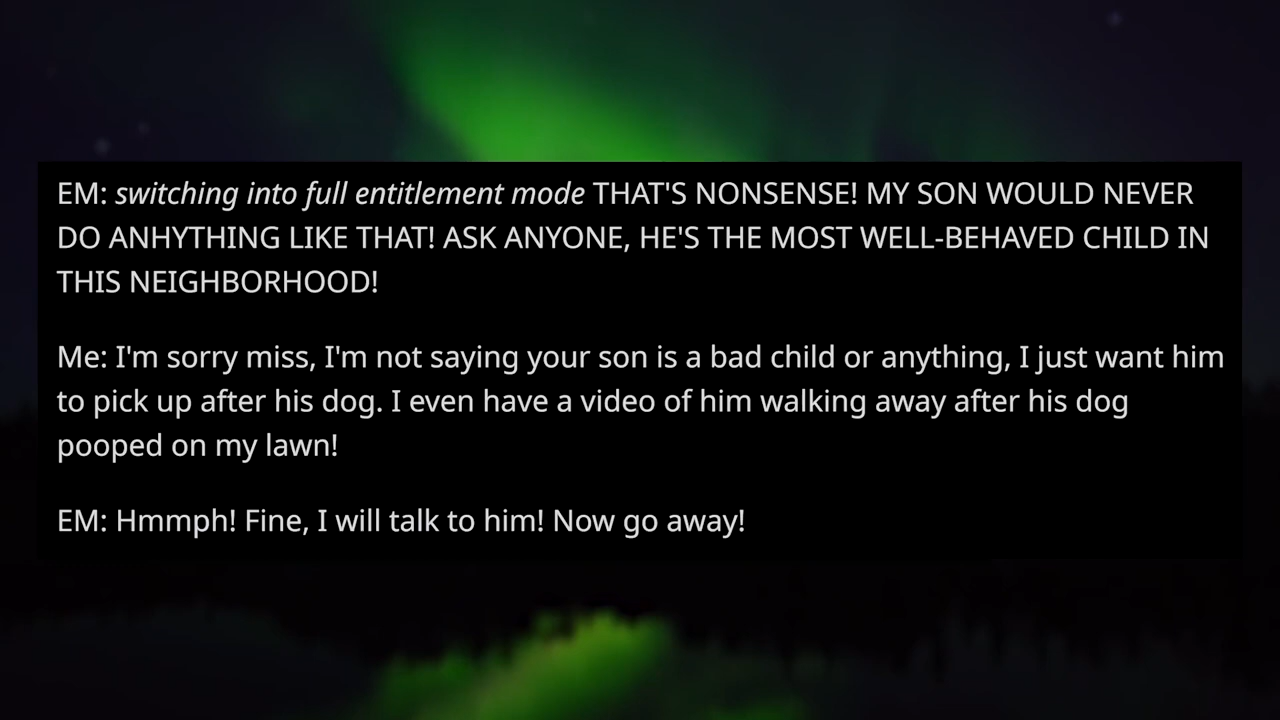 EM: switching into full entitlement mode THAT'S NONSENSE! MY SON WOULD NEVER
DO ANHYTHING LIKE THAT! ASK ANYONE, HE'S THE MOST WELL-BEHAVED CHILD IN
THIS NEIGHBORHOOD!
Me: I'm sorry miss, I'm not saying your son is a bad child or anything, I just want him
to pick up after his dog. I even have a video of him walking away after his dog
pooped on my lawn!
EM: Hmmph! Fine, I will talk to him! Now go away!